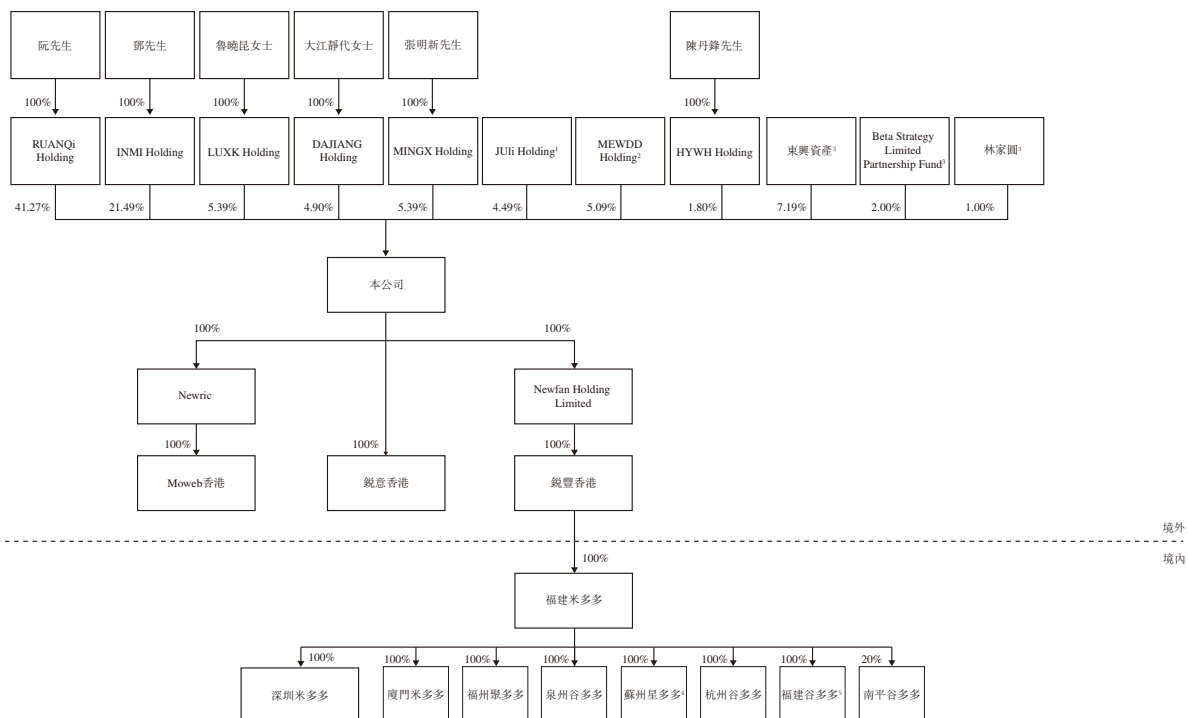 阮先生
鄧先生
魯曉昆女士
大江靜代女士
張明新先生
陳丹鋒先生
100%
100%
100%
100%
100%
100%
RUANQi
Holding
INMI Holding
LUXK Holding
DAJIANG
Holding
MINGX Holding
JUli Holding¹
MEWDD
Holding²
HYWH Holding
東興資產³
Beta Strategy
Limited
Partnership Fund³
林家圓³
41.27%
21.49%
5.39%
4.90%
5.39%
4.49%
5.09%
1.80%
7.19%
2.00%
1.00%
本公司
100%
100%
Newric
Newfan Holding
Limited
100%
100%
100%
Moweb香港
銳意香港
銳豐香港
境外
100%
境內
福建米多多
100%
100%
100%
100%
100%
100%
100%
20%
深圳米多多
廈門米多多
福州聚多多
泉州谷多多
蘇州星多多⁴
杭州谷多多
福建谷多多⁵
南平谷多多